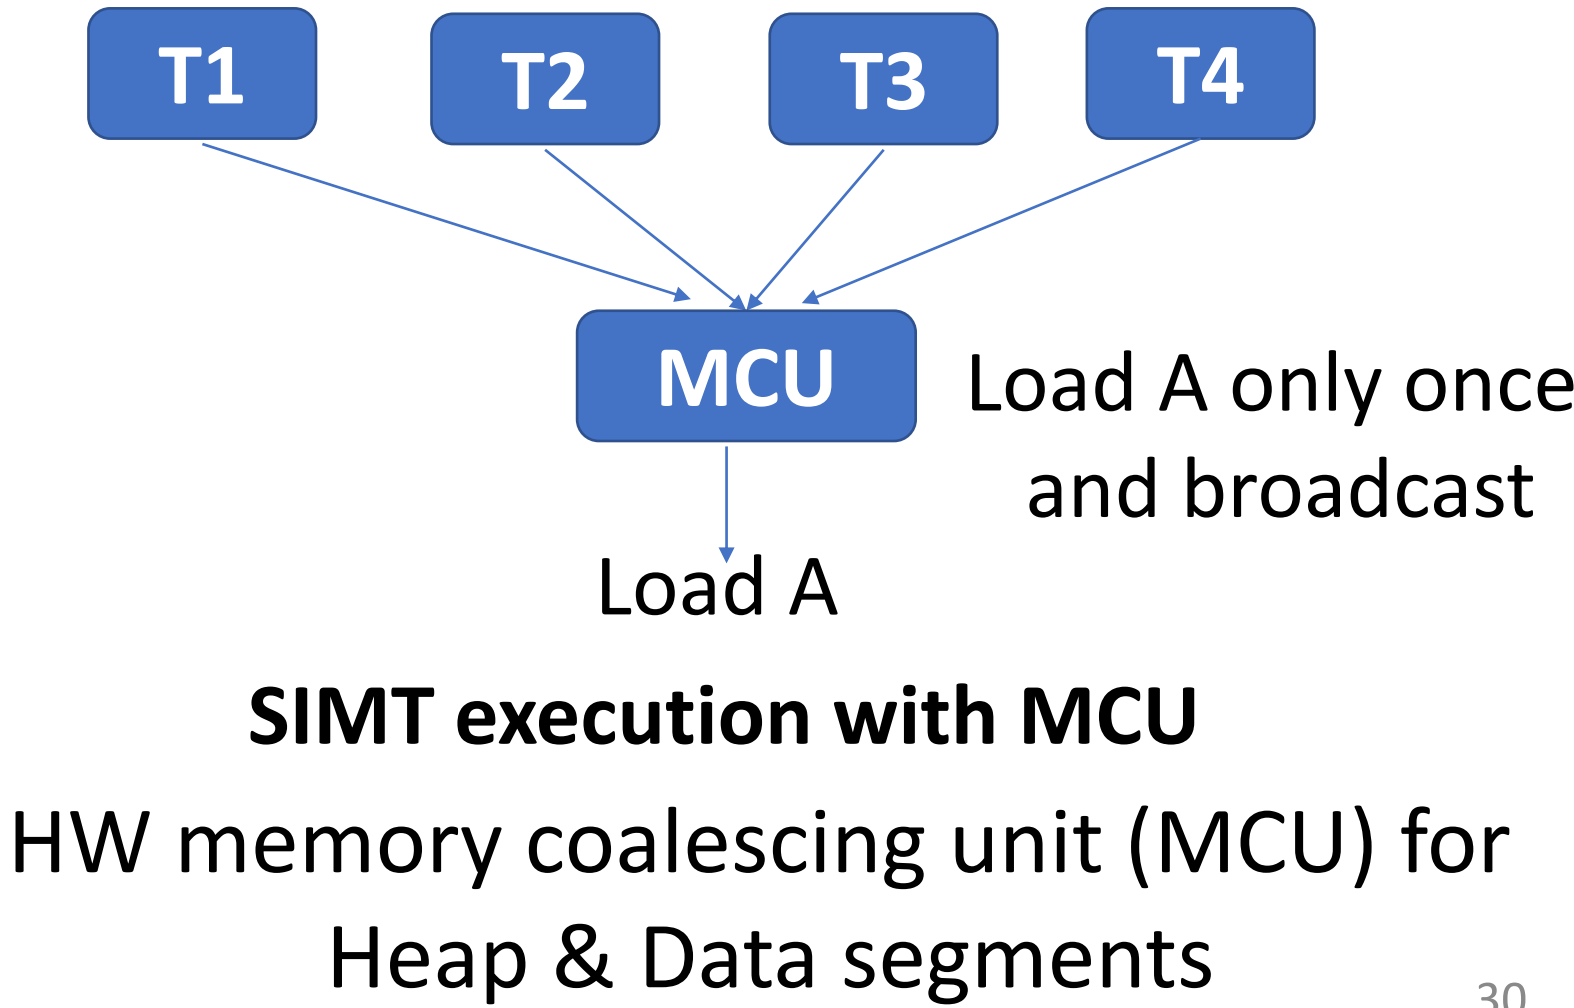 T1 T2 T3 T4
MCU
Load A only once
and broadcast
Load A
SIMT execution with MCU
HW memory coalescing unit (MCU) for
Heap & Data segments
30